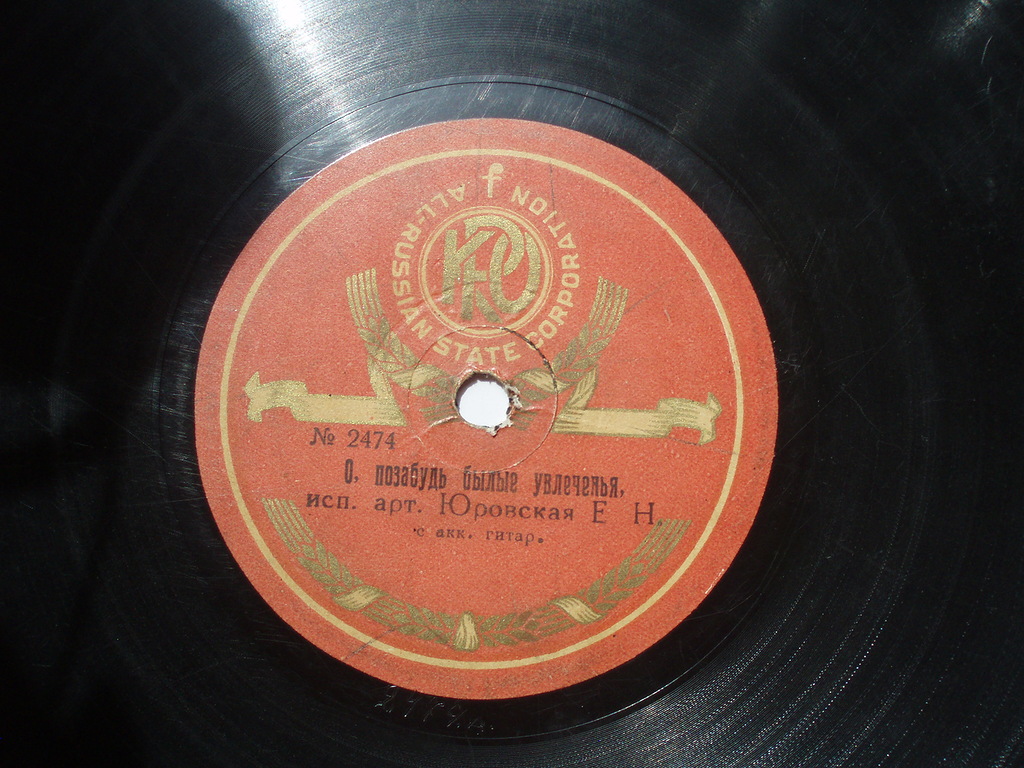 ALL-RUSSIAN STATE CORPORATION
№ 2474
О, позабудь былые увлеченья,
исп. арт. Юровская Е Н.
с акк. гитар.